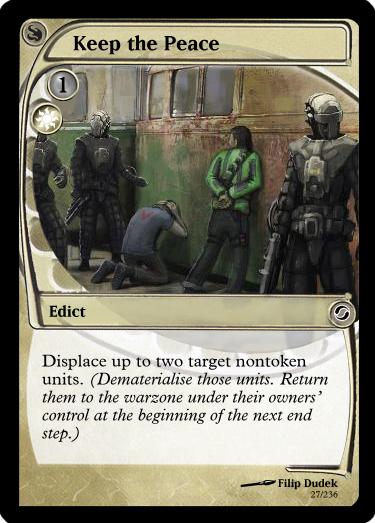 Keep the Peace
1
Edict
Displace up to two target nontoken
units. (Dematerialise those units. Return
them to the warzone under their owners'
control at the beginning of the next end
step.)
Filip Dudek
27/236